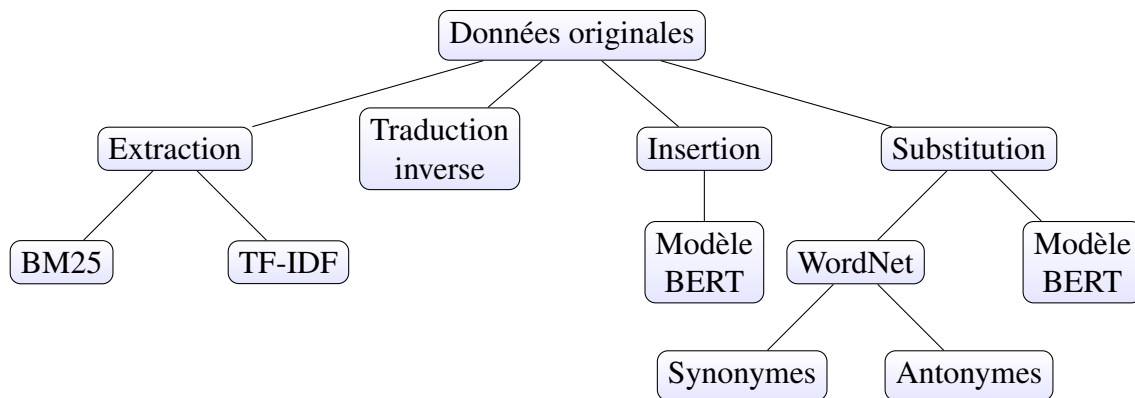 Données originales
Extraction
Traduction
inverse
Insertion
Substitution
BM25
TF-IDF
Modèle
BERT
WordNet
Modèle
BERT
Synonymes
Antonymes